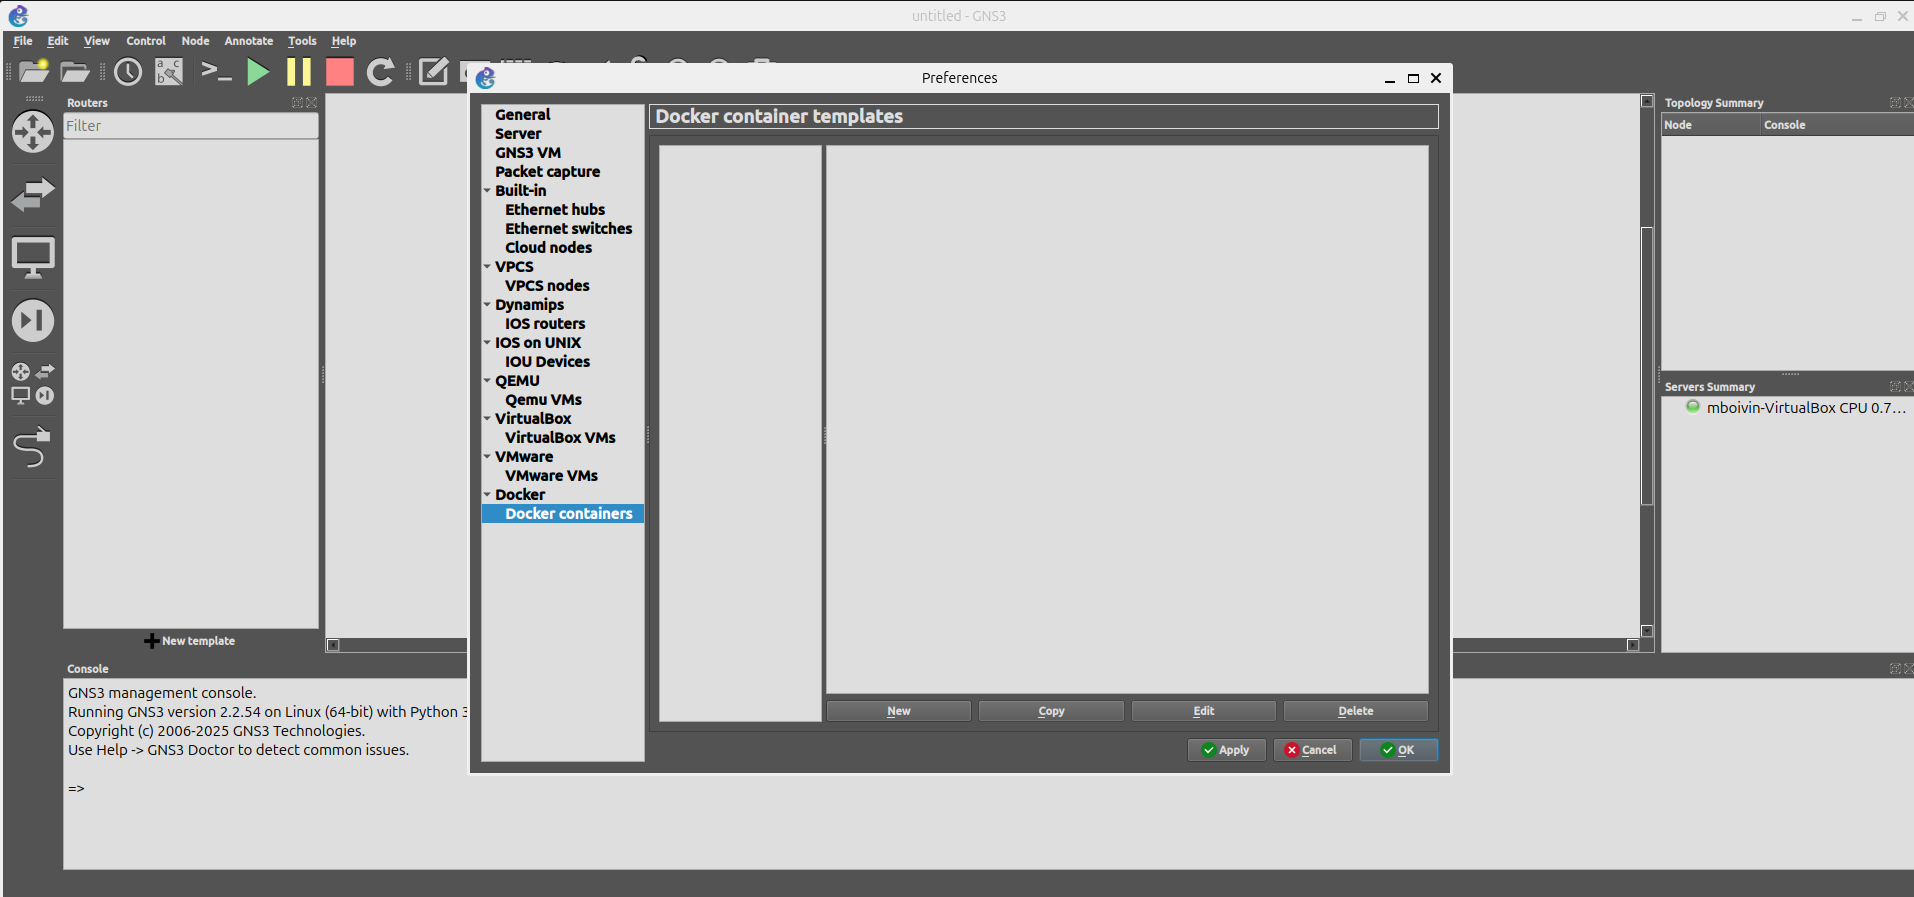 untitled - GNS3
File Edit View Control Node Annotate Tools Help
a c
b
Routers
Filter
New template
Preferences
General
Server
GNS3 VM
Packet capture
Built-in
Ethernet hubs
Ethernet switches
Cloud nodes
VPCS
VPCS nodes
Dynamips
IOS routers
IOS on UNIX
IOU Devices
QEMU
Qemu VMs
VirtualBox
VirtualBox VMs
VMware
VMware VMs
Docker
Docker containers
Docker container templates
New Copy Edit Delete
Apply Cancel OK
Topology Summary
Node Console
Servers Summary
mboivin-VirtualBox CPU 0.7...
Console
GNS3 management console.
Running GNS3 version 2.2.54 on Linux (64-bit) with Python 3
Copyright (c) 2006-2025 GNS3 Technologies.
Use Help -> GNS3 Doctor to detect common issues.
=>